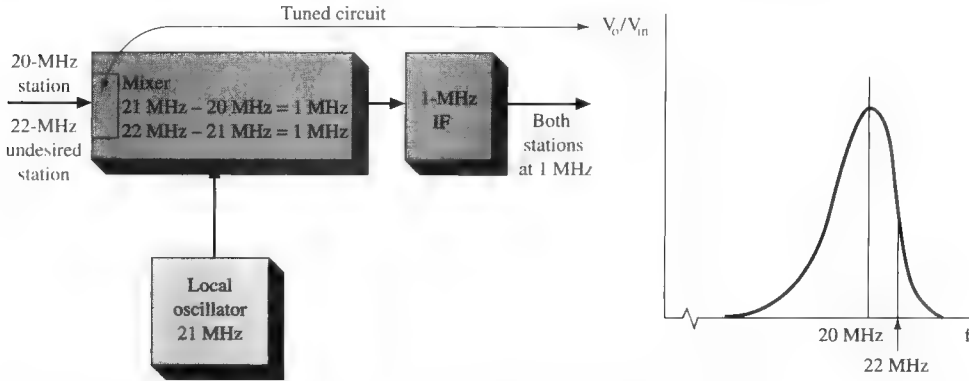 Tuned circuit
V₀/Vin
20-MHz
station
22-MHz
undesired
station
Mixer
21 MHz – 20 MHz = 1 MHz
22 MHz – 21 MHz = 1 MHz
1-MHz
IF
Both
stations
at 1 MHz
Local
oscillator
21 MHz
20 MHz
f
22 MHz